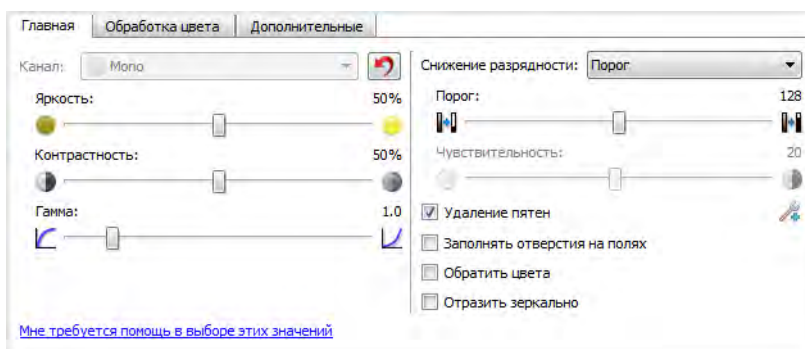 Главная Обработка цвета Дополнительные
Канал: Mono
Яркость: 50%
Контрастность: 50%
Гамма: 1.0
Мне требуется помощь в выборе этих значений
Снижение разрядности: Порог
Порог: 128
Чувствительность: 20
Удаление пятен
Заполнять отверстия на полях
Обратить цвета
Отразить зеркально